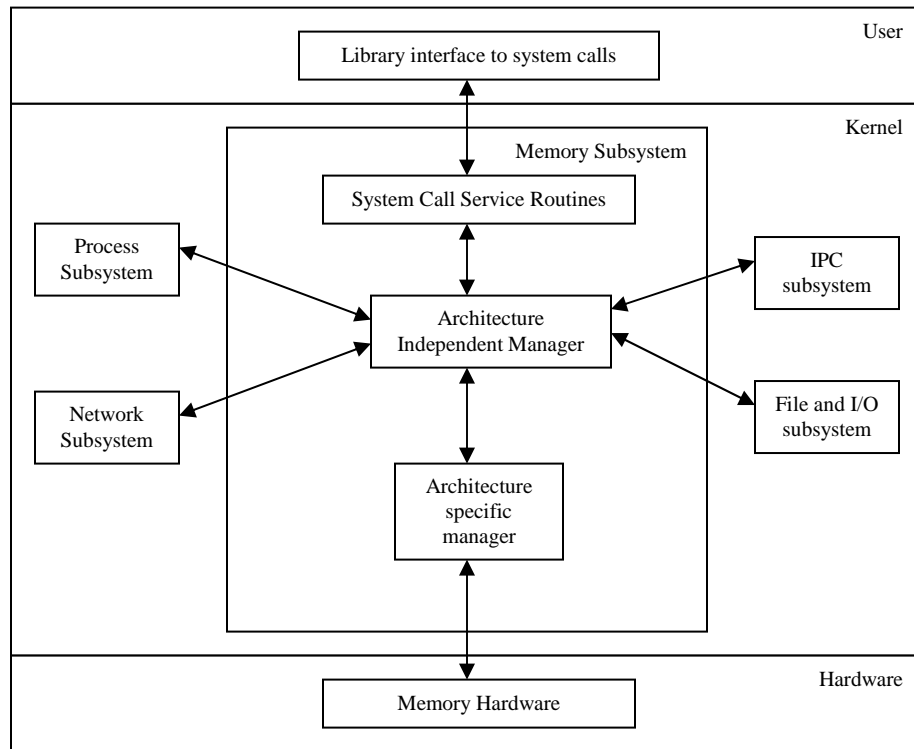 User
Library interface to system calls
Kernel
Memory Subsystem
System Call Service Routines
Process
Subsystem
IPC
subsystem
Architecture
Independent Manager
Network
Subsystem
File and I/O
subsystem
Architecture
specific
manager
Hardware
Memory Hardware